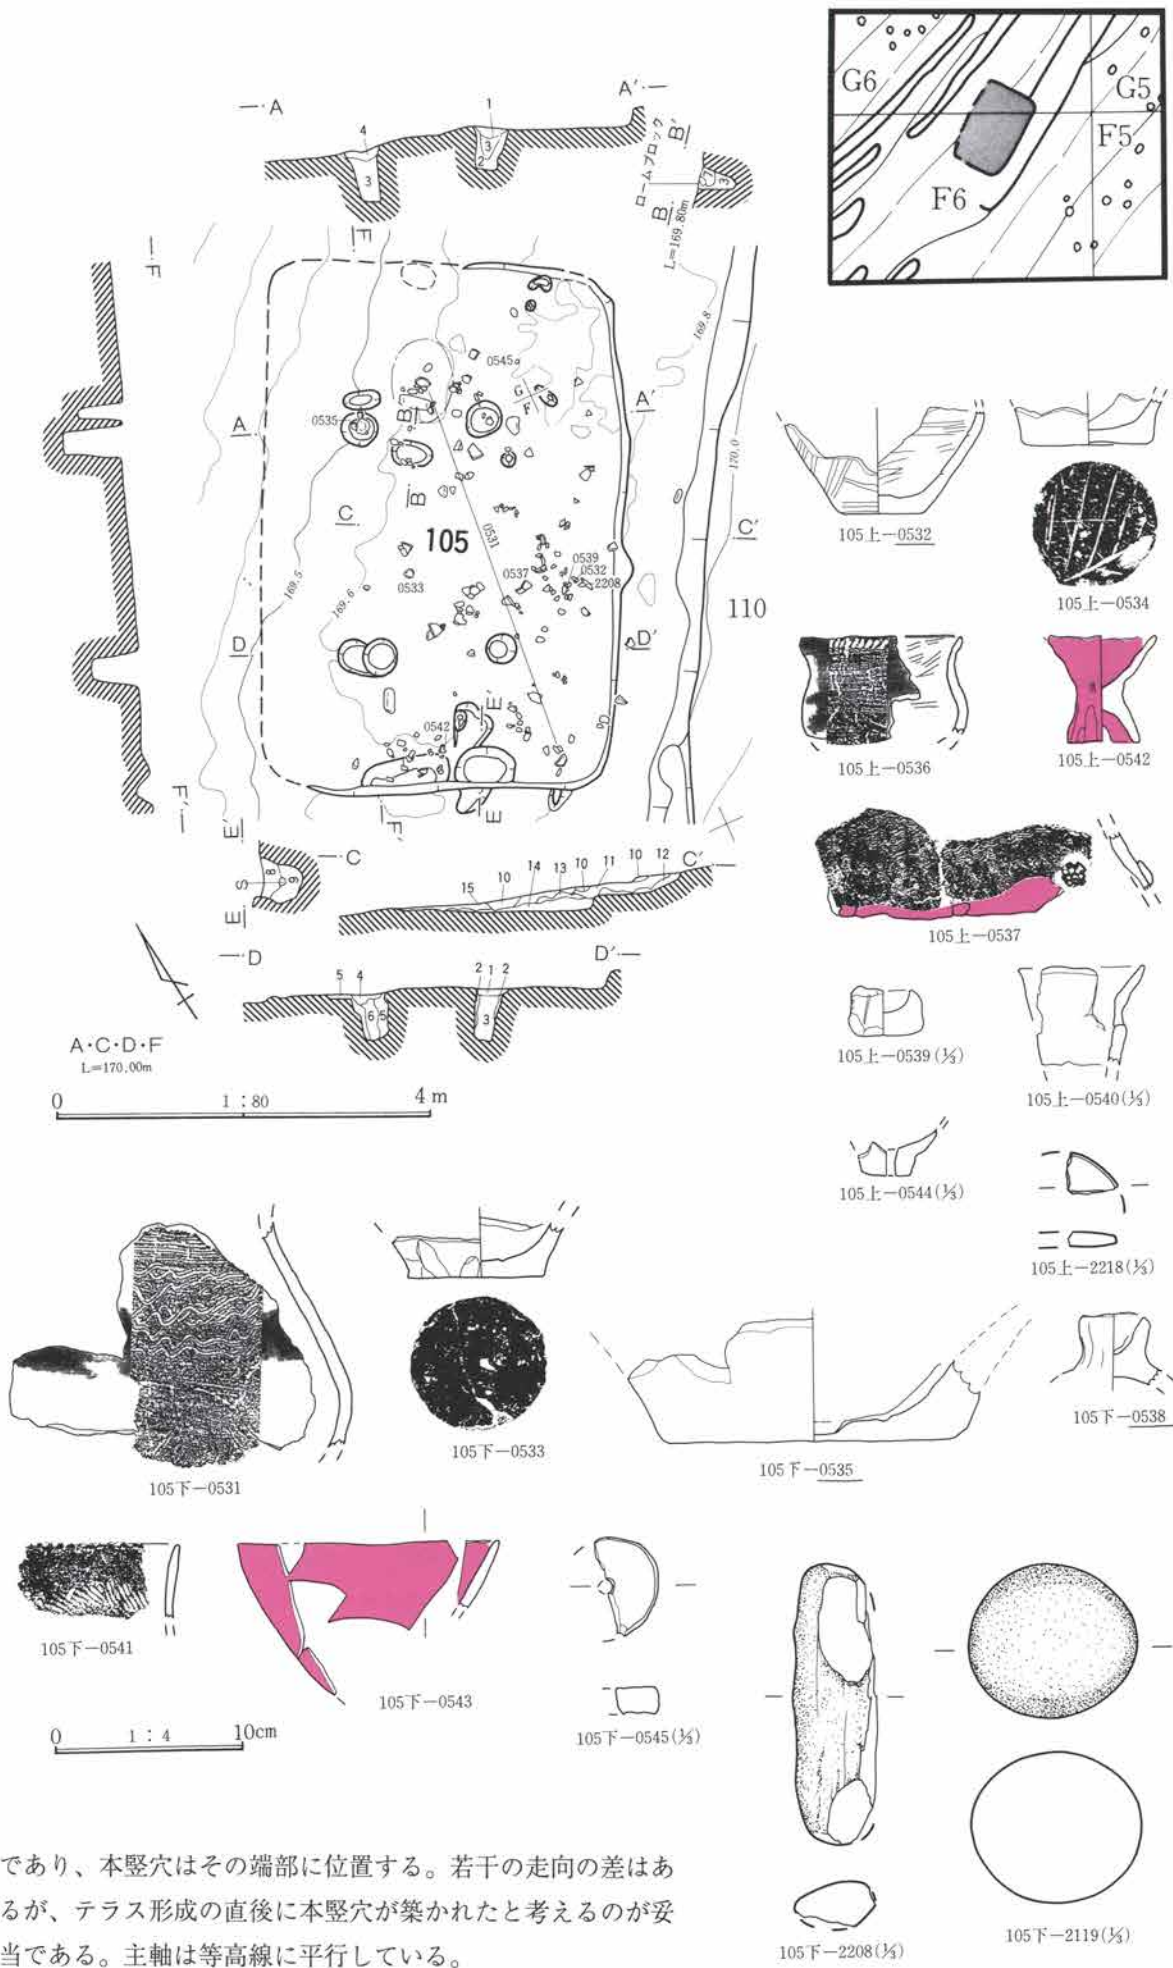 G6
G5
F5
F6
A
A'
1
4
3
2
3
ロームブロック
B'
B
L=169.80m
7
3
F
F
169.8
0545
G
F
A
0535
B'
A'
B
170.0
C
105
0531
C'
0533
0537
0539
0532
2208
169.5
169.6
110
D
D'
0542
E'
F'
F'
E
E'
C
C'
8
9
S
E
15
10
14
13
10
11
10
12
D
D'
5
4
2
1
2
6
5
3
A・C・D・F
L=170.00m
0 1:80 4m
105上−0532
105上−0534
105上−0536
105上−0542
105上−0537
105上−0539(⅓)
105上−0540(⅓)
105上−0544(⅓)
105上−2218(⅓)
105下−0531
105下−0533
105下−0535
105下−0538
105下−0541
105下−0543
105下−0545(⅓)
0 1:4 10cm
105下−2208(⅓)
105下−2119(⅓)
であり、本竪穴はその端部に位置する。若干の走向の差はあ
るが、テラス形成の直後に本竪穴が築かれたと考えるのが妥
当である。主軸は等高線に平行している。